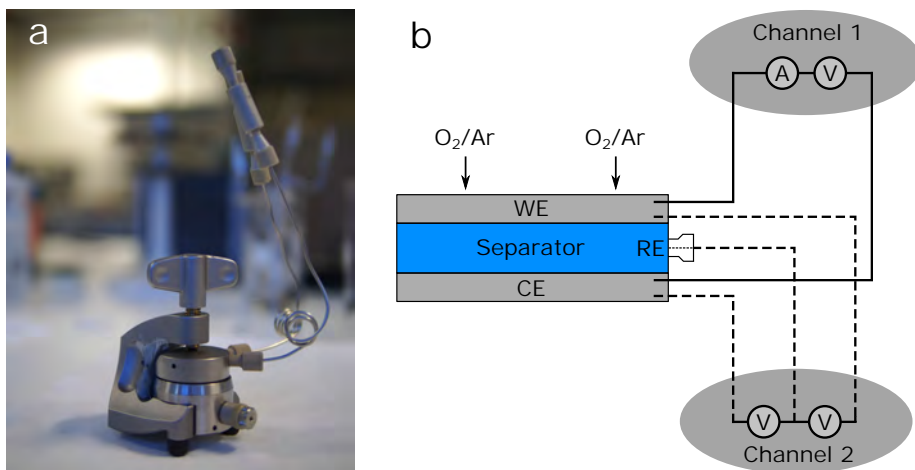 a
b
Channel 1
A V
O₂/Ar O₂/Ar
WE
Separator RE
CE
V V
Channel 2